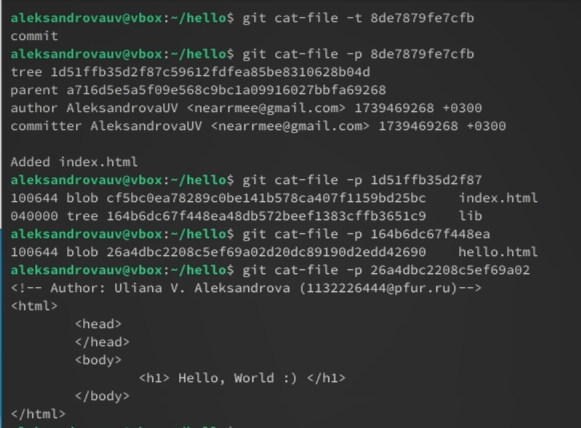 aleksandrovauv@vbox:~/hello$ git cat-file -t 8de7879fe7cfb
commit
aleksandrovauv@vbox:~/hello$ git cat-file -p 8de7879fe7cfb
tree 1d51ffb35d2f87c59612fdfea85be8310628b04d
parent a716d5e5a5f09e568c9bc1a09916027bbfa69268
author AleksandrovaUV <nearrmee@gmail.com> 1739469268 +0300
committer AleksandrovaUV <nearrmee@gmail.com> 1739469268 +0300
Added index.html
aleksandrovauv@vbox:~/hello$ git cat-file -p 1d51ffb35d2f87
100644 blob cf5bc0ea78289c0be141b578ca407f1159bd25bc    index.html
040000 tree 164b6dc67f448ea48db572beef1383cffb3651c9    lib
aleksandrovauv@vbox:~/hello$ git cat-file -p 164b6dc67f448ea
100644 blob 26a4dbc2208c5ef69a02d20dc89190d2edd42690    hello.html
aleksandrovauv@vbox:~/hello$ git cat-file -p 26a4dbc2208c5ef69a02
<!-- Author: Uliana V. Aleksandrova (1132226444@pfur.ru)-->
<html>
        <head>
        </head>
        <body>
                <h1> Hello, World :) </h1>
        </body>
</html>